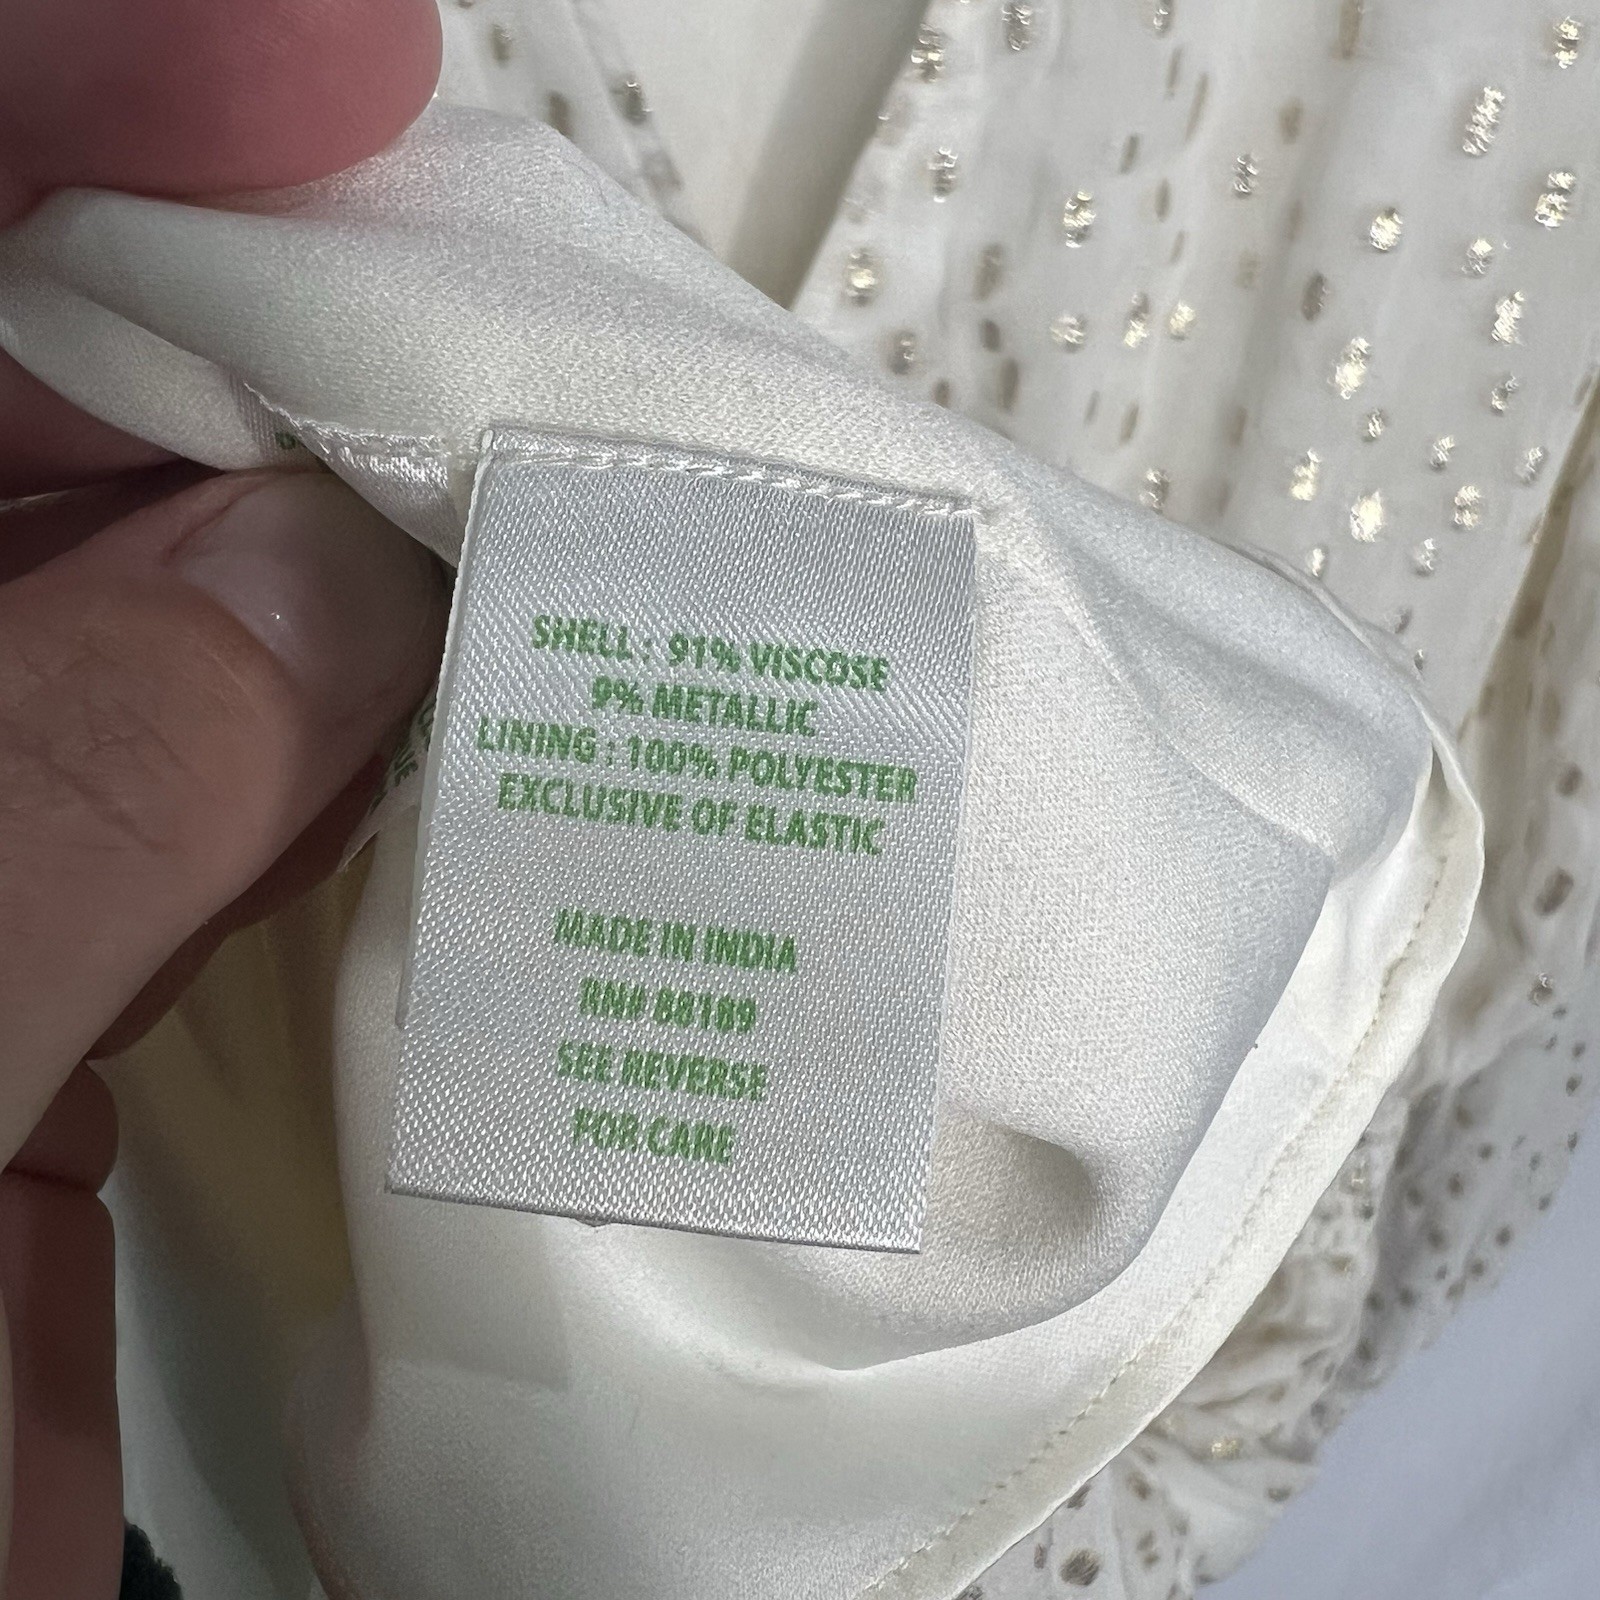 SHELL : 91% VISCOSE
9% METALLIC
LINING : 100% POLYESTER
EXCLUSIVE OF ELASTIC
MADE IN INDIA
RN# 88189
SEE REVERSE
FOR CARE